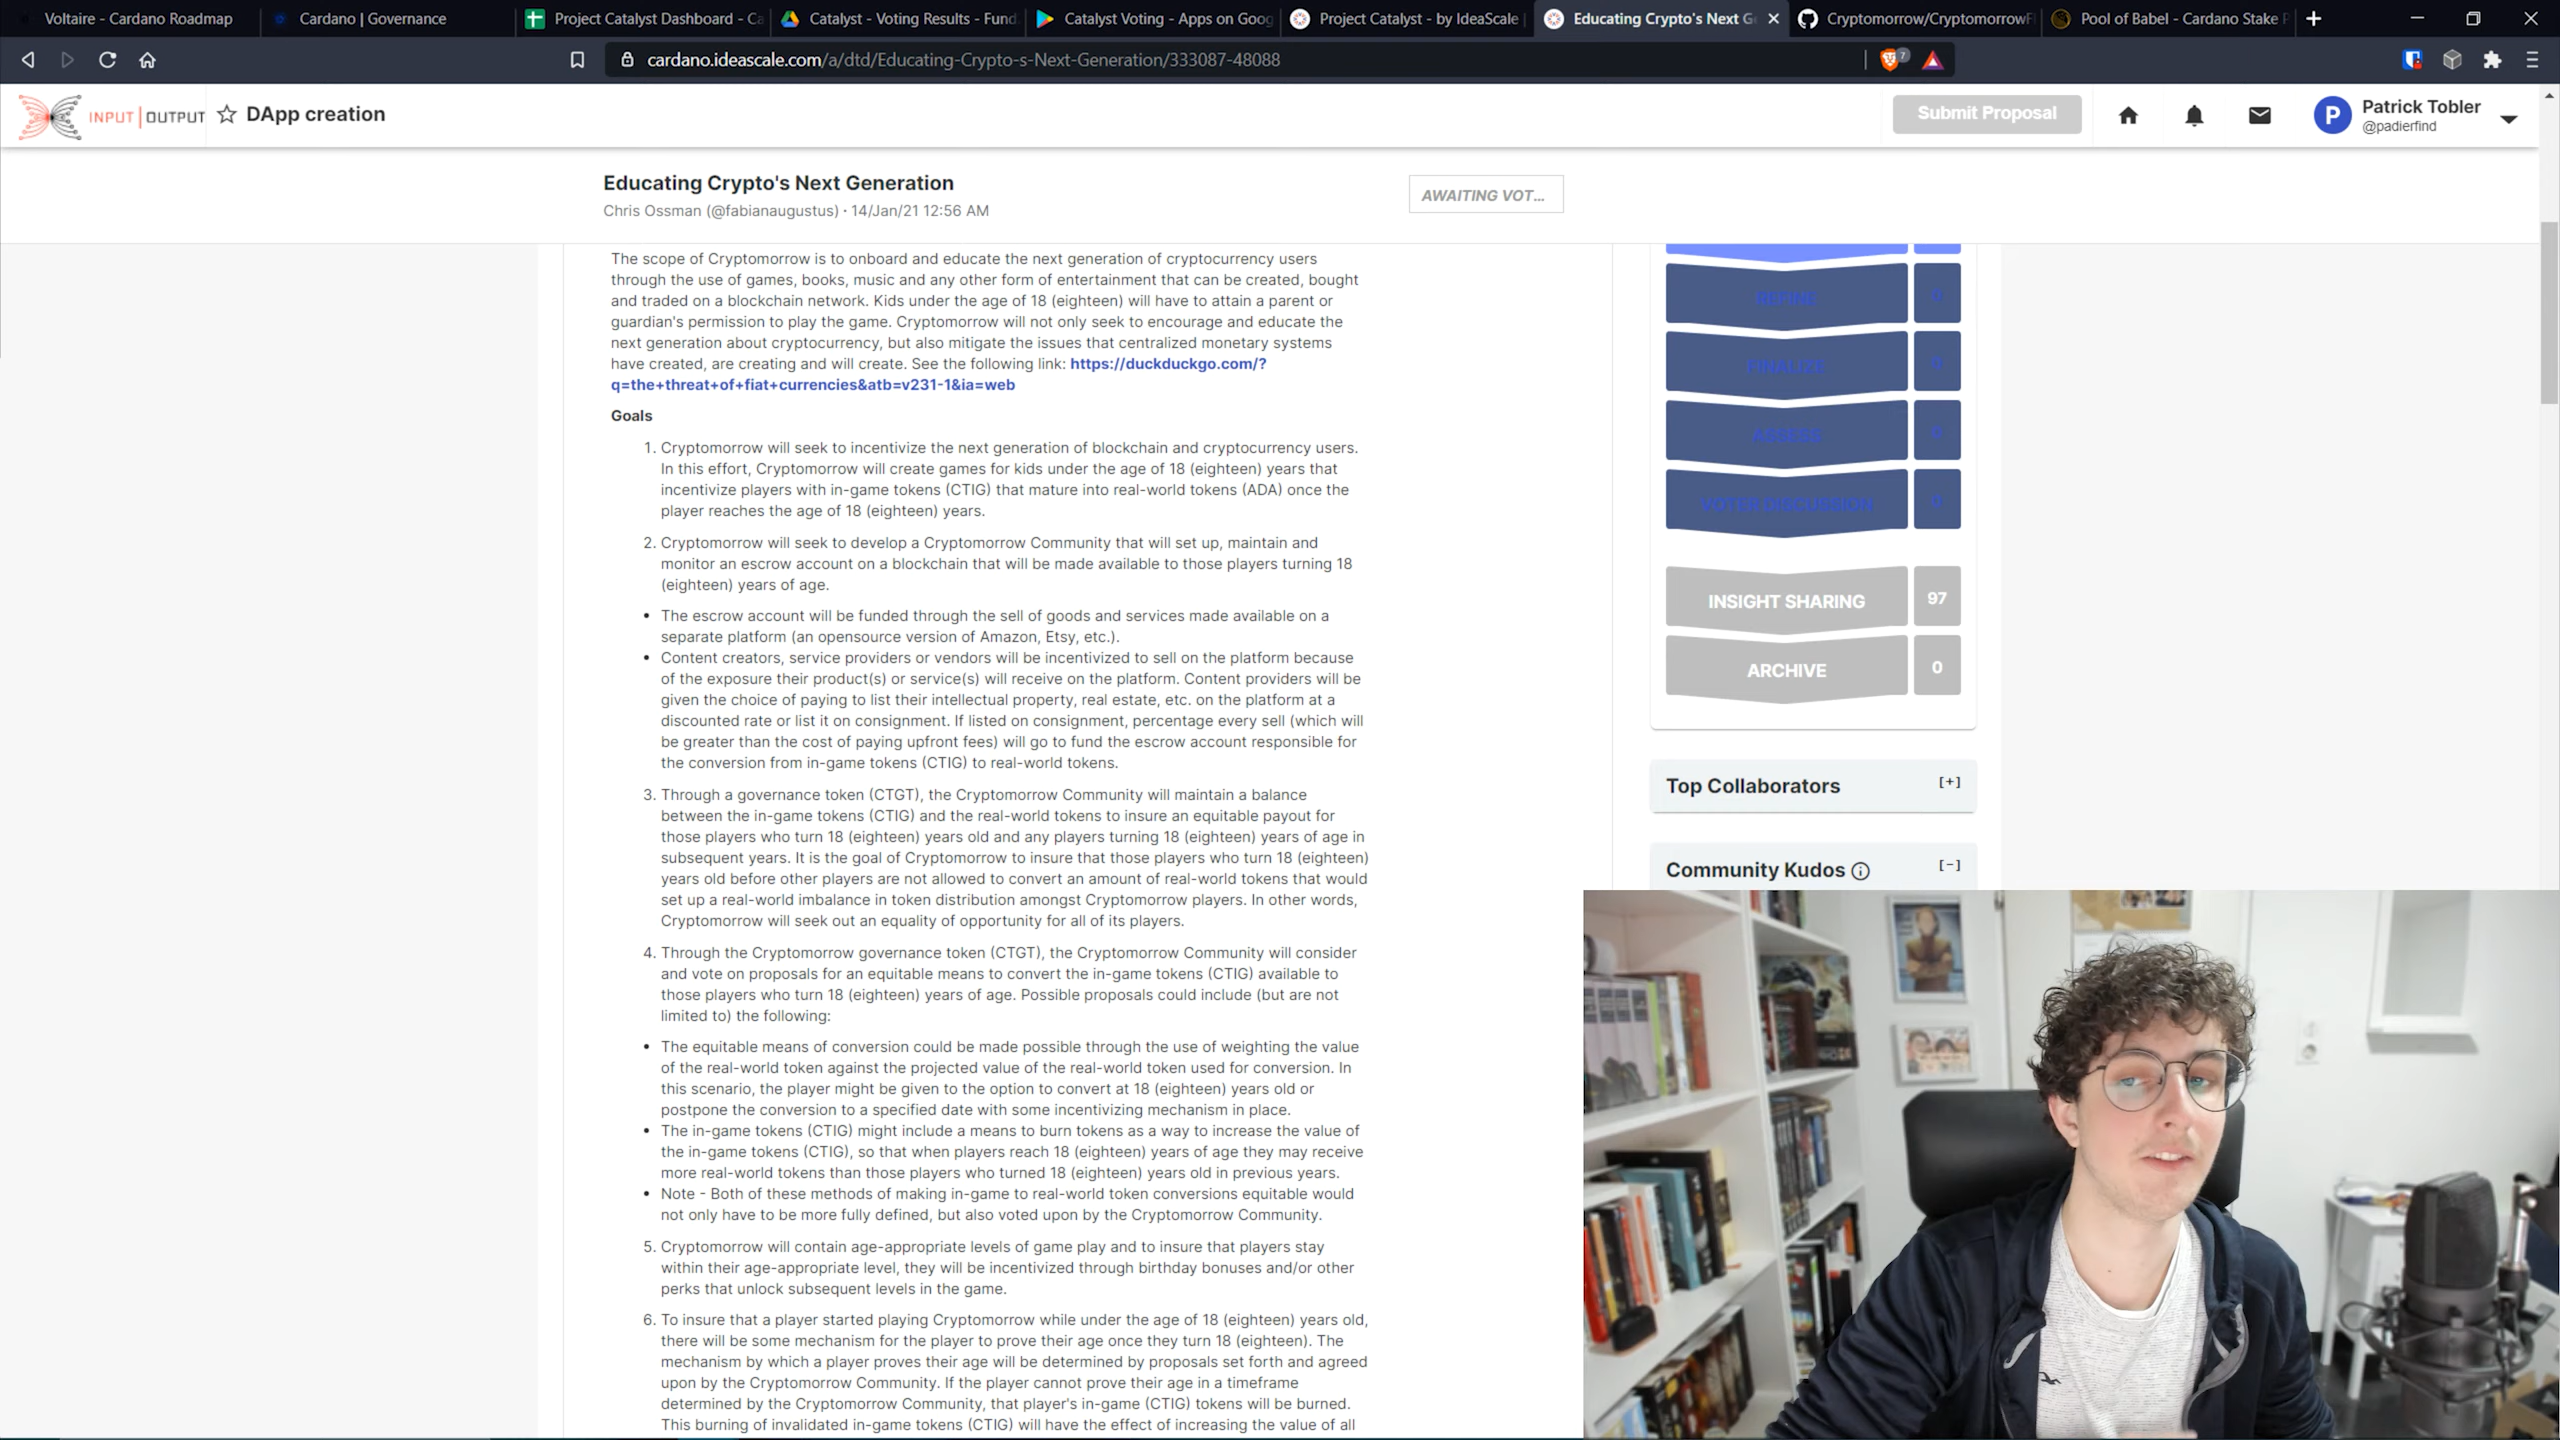 Voltaire - Cardano Roadmap
Cardano | Governance
Project Catalyst Dashboard - Ca
Catalyst - Voting Results - Fund
Catalyst Voting - Apps on Goog
Project Catalyst - by IdeaScale
Educating Crypto's Next G
Cryptomorrow/Cryptomorrow
Pool of Babel - Cardano Stake P
cardano.ideascale.com/a/dtd/Educating-Crypto-s-Next-Generation/333087-48088
7
INPUT | OUTPUT
DApp creation
Submit Proposal
P
Patrick Tobler
@padierfind
Educating Crypto's Next Generation
Chris Ossman (@fabianaugustus) · 14/Jan/21 12:56 AM
AWAITING VOT...
The scope of Cryptomorrow is to onboard and educate the next generation of cryptocurrency users
through the use of games, books, music and any other form of entertainment that can be created, bought
and traded on a blockchain network. Kids under the age of 18 (eighteen) will have to attain a parent or
guardian's permission to play the game. Cryptomorrow will not only seek to encourage and educate the
next generation about cryptocurrency, but also mitigate the issues that centralized monetary systems
have created, are creating and will create. See the following link: https://duckduckgo.com/?
q=the+threat+of+fiat+currencies&atb=v231-1&ia=web
Goals
1. Cryptomorrow will seek to incentivize the next generation of blockchain and cryptocurrency users.
In this effort, Cryptomorrow will create games for kids under the age of 18 (eighteen) years that
incentivize players with in-game tokens (CTIG) that mature into real-world tokens (ADA) once the
player reaches the age of 18 (eighteen) years.
2. Cryptomorrow will seek to develop a Cryptomorrow Community that will set up, maintain and
monitor an escrow account on a blockchain that will be made available to those players turning 18
(eighteen) years of age.
• The escrow account will be funded through the sell of goods and services made available on a
separate platform (an opensource version of Amazon, Etsy, etc.).
• Content creators, service providers or vendors will be incentivized to sell on the platform because
of the exposure their product(s) or service(s) will receive on the platform. Content providers will be
given the choice of paying to list their intellectual property, real estate, etc. on the platform at a
discounted rate or list it on consignment. If listed on consignment, percentage every sell (which will
be greater than the cost of paying upfront fees) will go to fund the escrow account responsible for
the conversion from in-game tokens (CTIG) to real-world tokens.
3. Through a governance token (CTGT), the Cryptomorrow Community will maintain a balance
between the in-game tokens (CTIG) and the real-world tokens to insure an equitable payout for
those players who turn 18 (eighteen) years old and any players turning 18 (eighteen) years of age in
subsequent years. It is the goal of Cryptomorrow to insure that those players who turn 18 (eighteen)
years old before other players are not allowed to convert an amount of real-world tokens that would
set up a real-world imbalance in token distribution amongst Cryptomorrow players. In other words,
Cryptomorrow will seek out an equality of opportunity for all of its players.
4. Through the Cryptomorrow governance token (CTGT), the Cryptomorrow Community will consider
and vote on proposals for an equitable means to convert the in-game tokens (CTIG) available to
those players who turn 18 (eighteen) years of age. Possible proposals could include (but are not
limited to) the following:
• The equitable means of conversion could be made possible through the use of weighting the value
of the real-world token against the projected value of the real-world token used for conversion. In
this scenario, the player might be given to the option to convert at 18 (eighteen) years old or
postpone the conversion to a specified date with some incentivizing mechanism in place.
• The in-game tokens (CTIG) might include a means to burn tokens as a way to increase the value of
the in-game tokens (CTIG), so that when players reach 18 (eighteen) years of age they may receive
more real-world tokens than those players who turned 18 (eighteen) years old in previous years.
• Note - Both of these methods of making in-game to real-world token conversions equitable would
not only have to be more fully defined, but also voted upon by the Cryptomorrow Community.
5. Cryptomorrow will contain age-appropriate levels of game play and to insure that players stay
within their age-appropriate level, they will be incentivized through birthday bonuses and/or other
perks that unlock subsequent levels in the game.
6. To insure that a player started playing Cryptomorrow while under the age of 18 (eighteen) years old,
there will be some mechanism for the player to prove their age once they turn 18 (eighteen). The
mechanism by which a player proves their age will be determined by proposals set forth and agreed
upon by the Cryptomorrow Community. If the player cannot prove their age in a timeframe
determined by the Cryptomorrow Community, that player's in-game (CTIG) tokens will be burned.
This burning of invalidated in-game tokens (CTIG) will have the effect of increasing the value of all
REFINE 0
FINALIZE 0
ASSESS 0
VOTER DISCUSSION 0
INSIGHT SHARING 97
ARCHIVE 0
Top Collaborators [+]
Community Kudos [-]